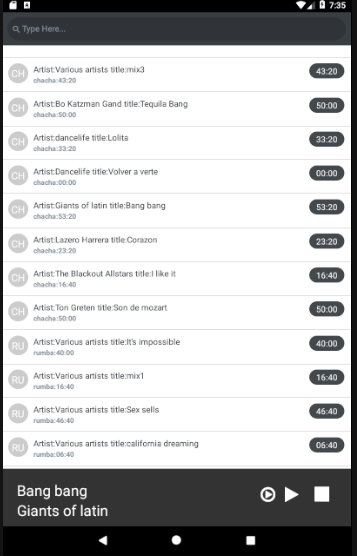 7:35
Type Here...
CH
Artist:Various artists title:mix3
chacha:43:20
43:20
CH
Artist:Bo Katzman Gand title:Tequila Bang
chacha:50:00
50:00
CH
Artist:dancelife title:Lolita
chacha:33:20
33:20
CH
Artist:Dancelife title:Volver a verte
chacha:00:00
00:00
CH
Artist:Giants of latin title:Bang bang
chacha:53:20
53:20
CH
Artist:Lazero Harrera title:Corazon
chacha:23:20
23:20
CH
Artist:The Blackout Allstars title:I like it
chacha:16:40
16:40
CH
Artist:Ton Greten title:Son de mozart
chacha:50:00
50:00
RU
Artist:Various artists title:It's impossible
rumba:40:00
40:00
RU
Artist:Various artists title:mix1
rumba:16:40
16:40
RU
Artist:Various artists title:Sex sells
rumba:46:40
46:40
RU
Artist:Various artists title:california dreaming
rumba:06:40
06:40
Bang bang
Giants of latin